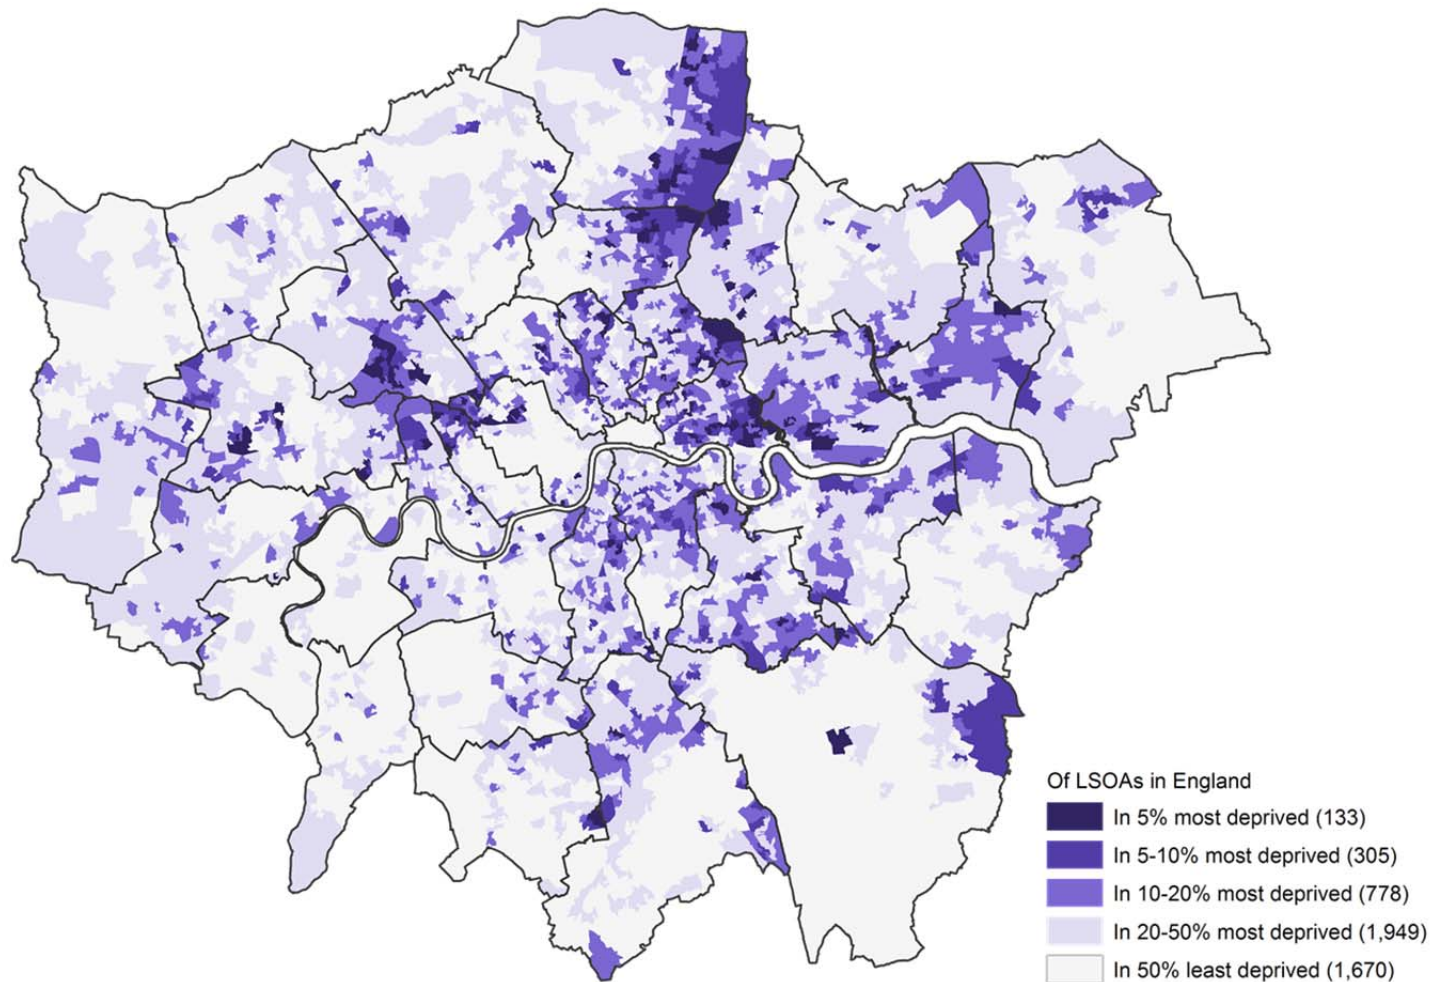 Of LSOAs in England
In 5% most deprived (133)
In 5-10% most deprived (305)
In 10-20% most deprived (778)
In 20-50% most deprived (1,949)
In 50% least deprived (1,670)